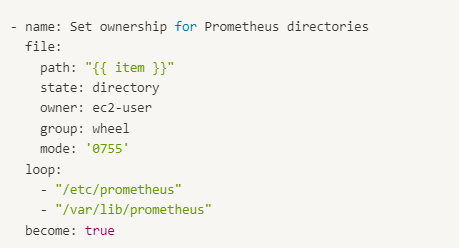 - name: Set ownership for Prometheus directories
  file:
    path: "{{ item }}"
    state: directory
    owner: ec2-user
    group: wheel
    mode: '0755'
  loop:
    - "/etc/prometheus"
    - "/var/lib/prometheus"
  become: true